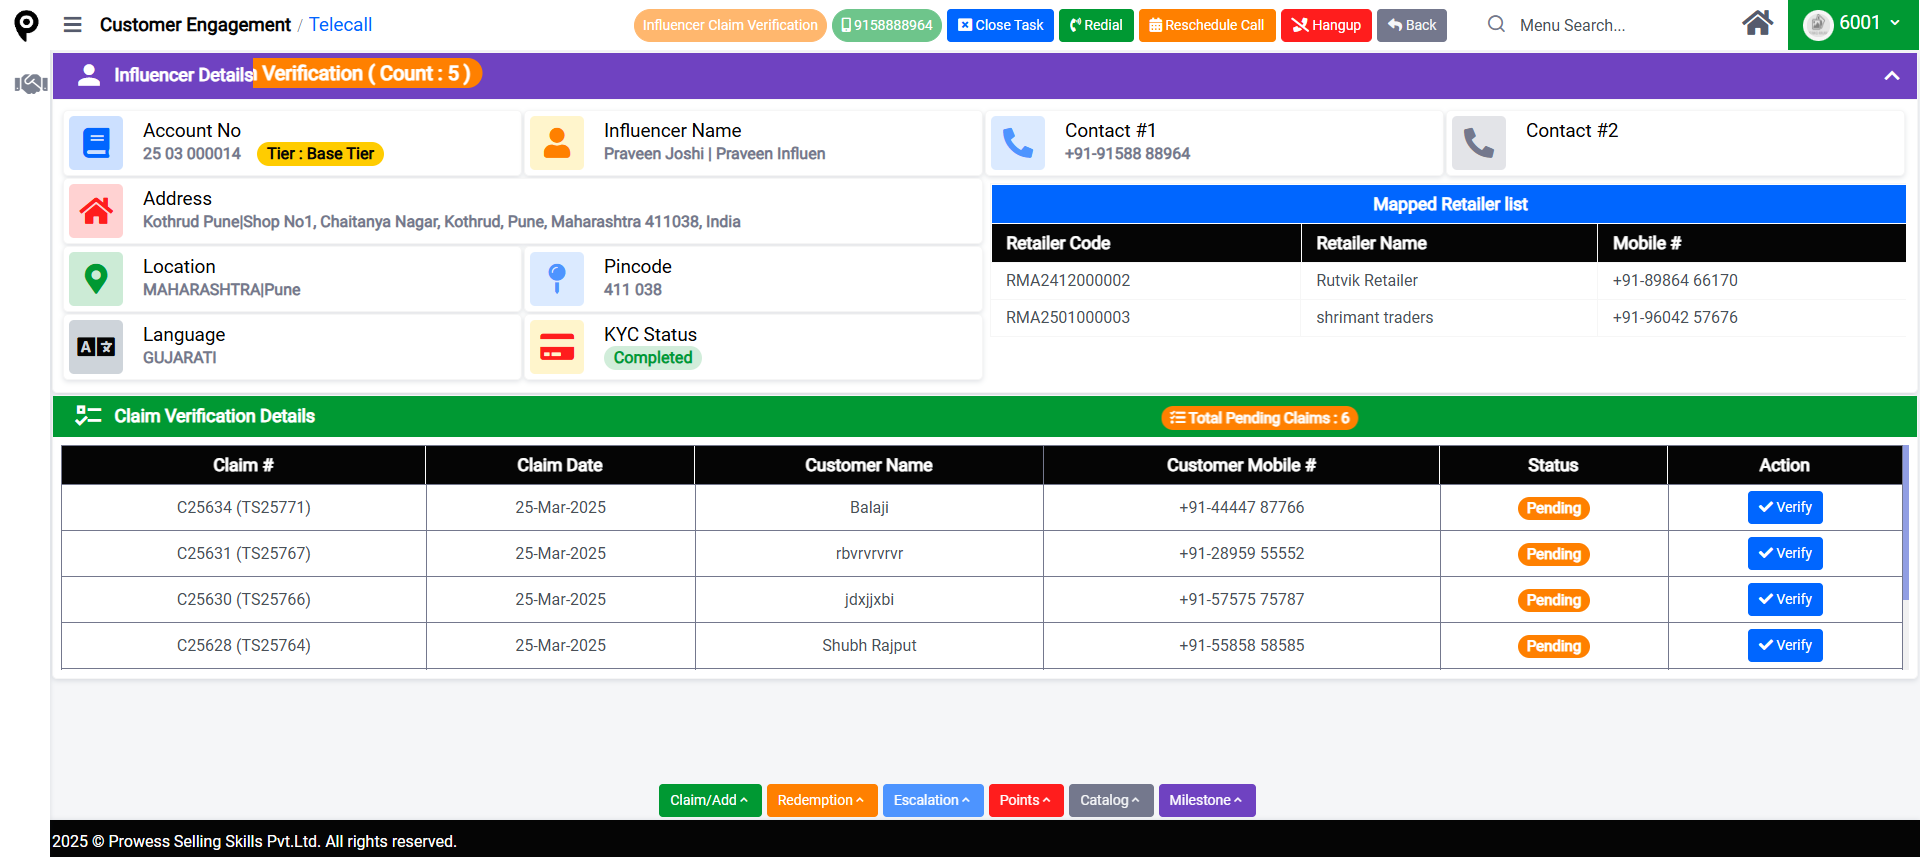 Customer Engagement / Telecall
Influencer Claim Verification
9158888964
Close Task
Redial
Reschedule Call
Hangup
Back
Menu Search...
6001
Influencer Details
Verification ( Count : 5 )
Account No
25 03 000014
Tier : Base Tier
Influencer Name
Praveen Joshi | Praveen Influen
Contact #1
+91-91588 88964
Contact #2
Address
Kothrud Pune|Shop No1, Chaitanya Nagar, Kothrud, Pune, Maharashtra 411038, India
Location
MAHARASHTRA|Pune
Pincode
411 038
Language
GUJARATI
KYC Status
Completed
Mapped Retailer list
Retailer Code Retailer Name Mobile #
RMA2412000002 Rutvik Retailer +91-89864 66170
RMA2501000003 shrimant traders +91-96042 57676
Claim Verification Details
Total Pending Claims : 6
Claim # Claim Date Customer Name Customer Mobile # Status Action
C25634 (TS25771) 25-Mar-2025 Balaji +91-44447 87766 Pending Verify
C25631 (TS25767) 25-Mar-2025 rbvrvrvrvr +91-28959 55552 Pending Verify
C25630 (TS25766) 25-Mar-2025 jdxjjxbi +91-57575 75787 Pending Verify
C25628 (TS25764) 25-Mar-2025 Shubh Rajput +91-55858 58585 Pending Verify
Claim/Add
Redemption
Escalation
Points
Catalog
Milestone
2025 © Prowess Selling Skills Pvt.Ltd. All rights reserved.